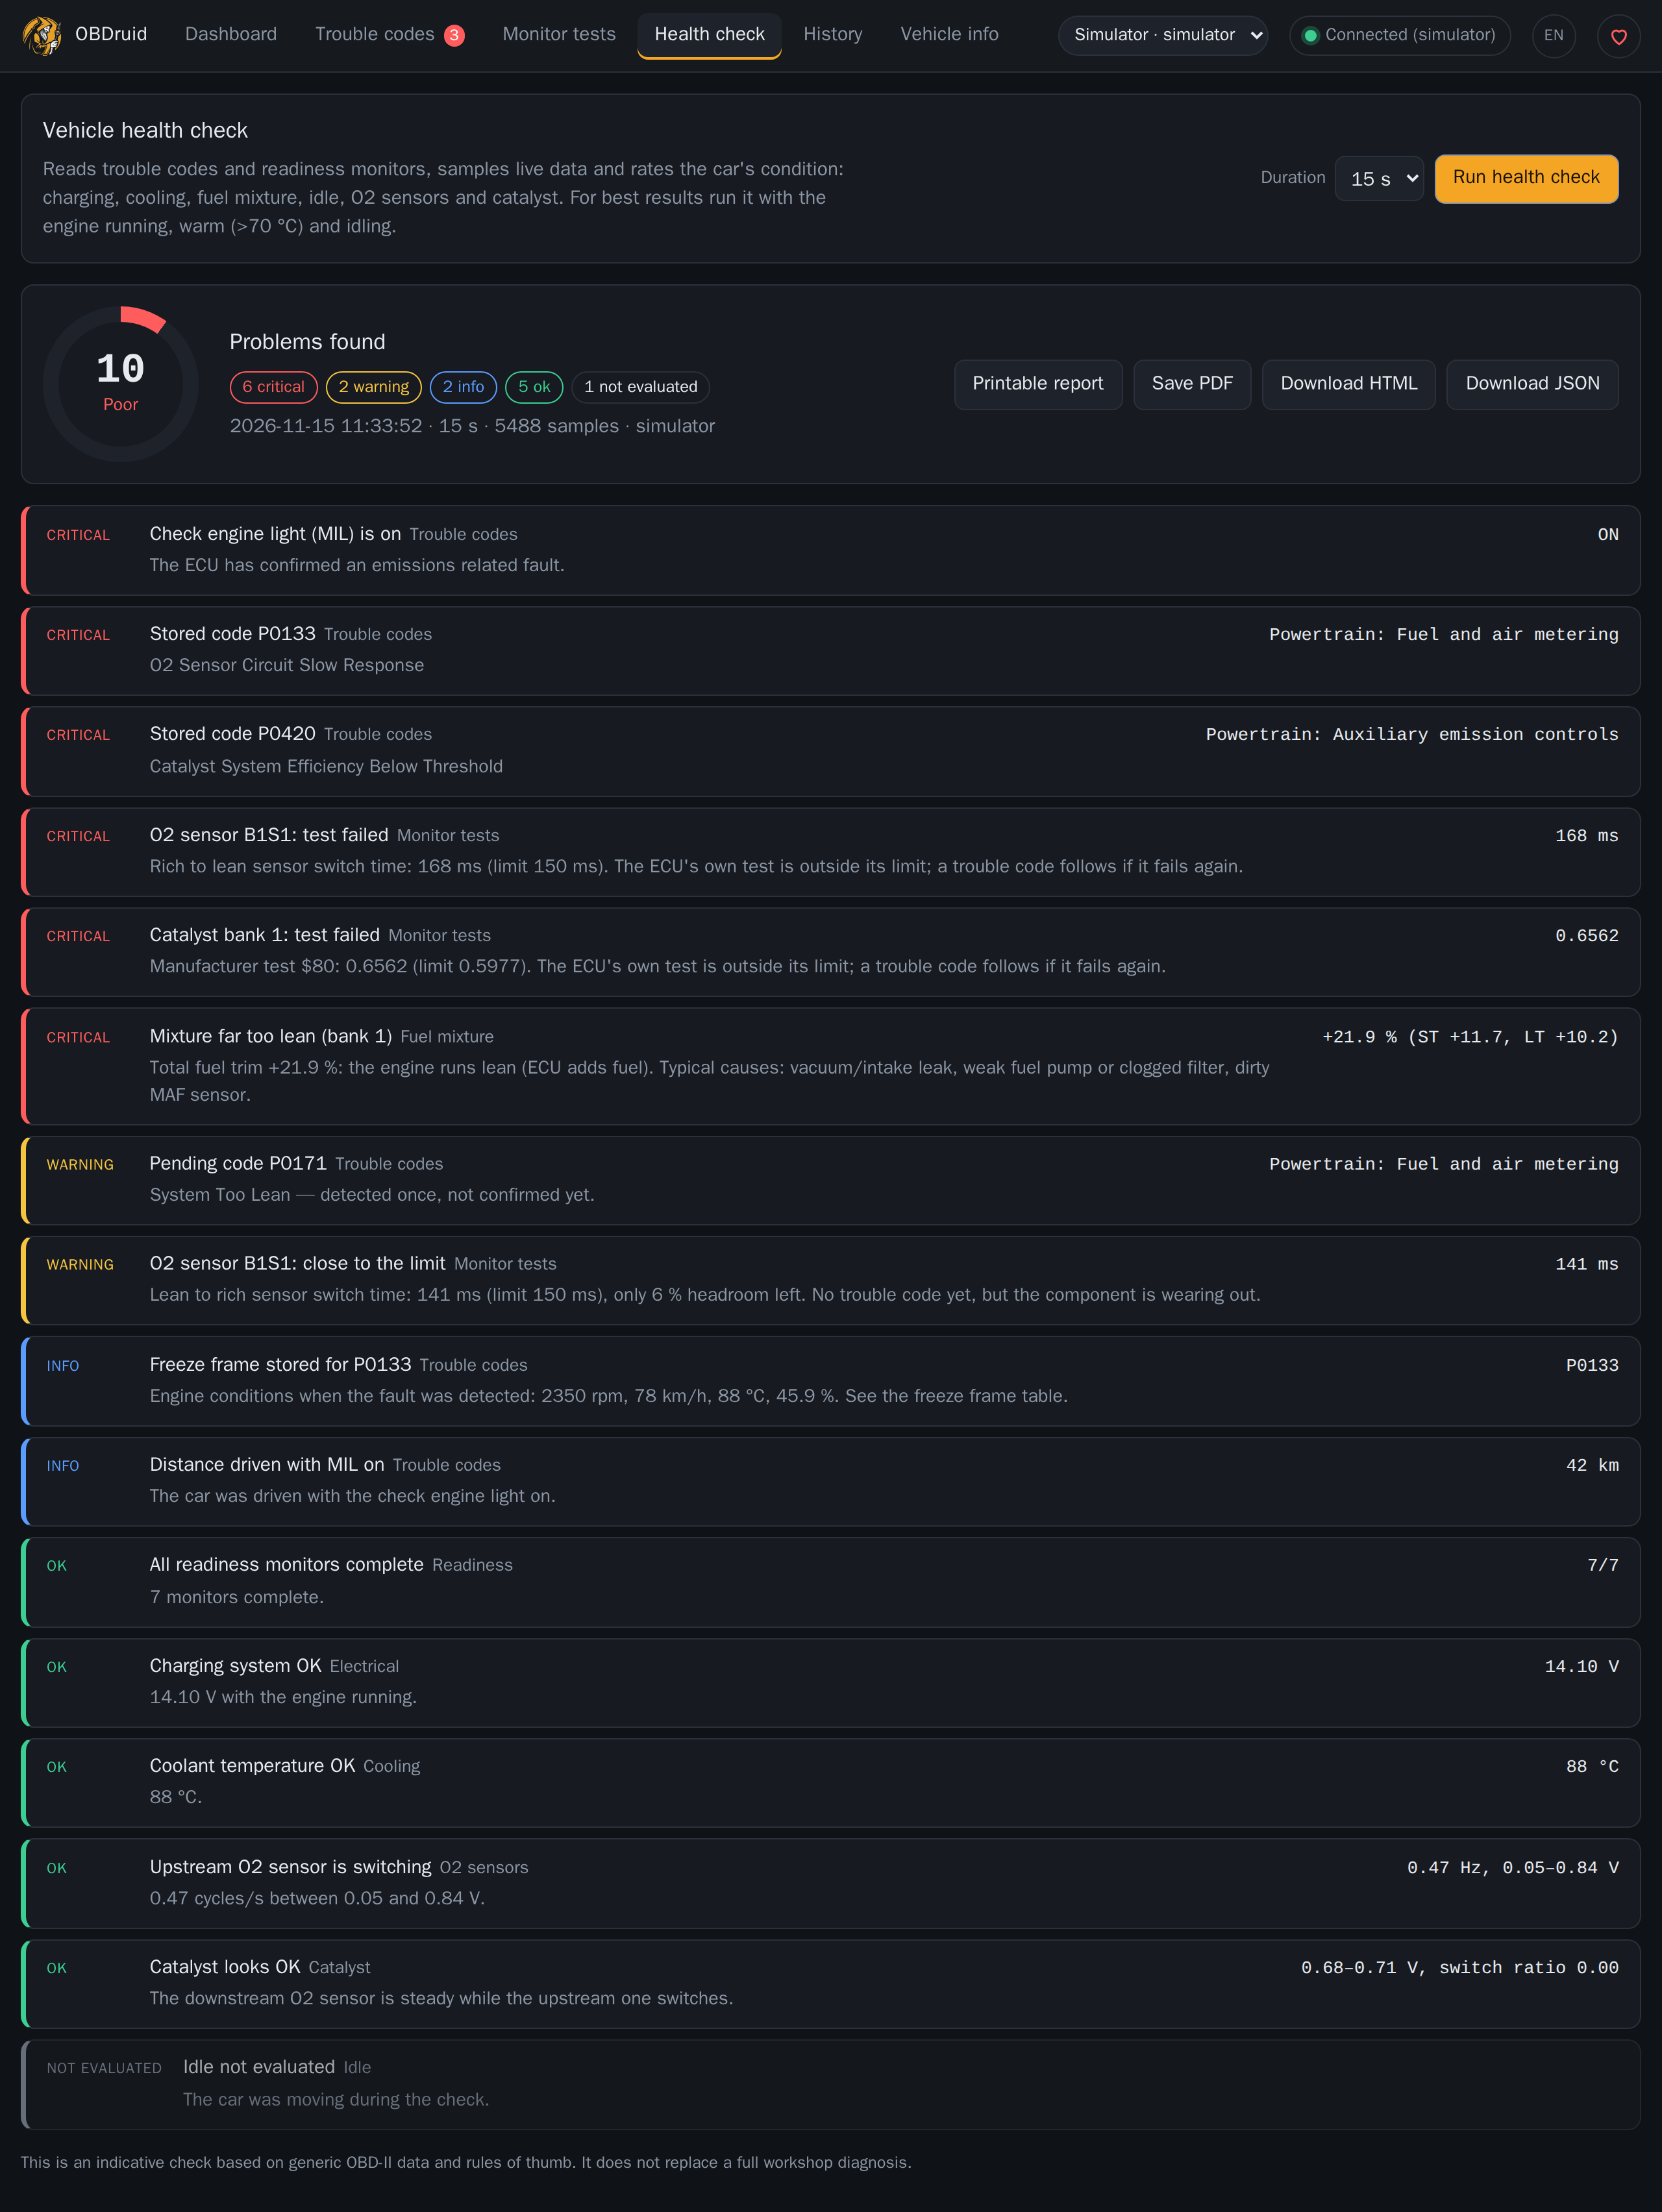 OBDruid
Dashboard
Trouble codes 3
Monitor tests
Health check
History
Vehicle info
Simulator · simulator
Connected (simulator)
EN
Vehicle health check
Reads trouble codes and readiness monitors, samples live data and rates the car's condition:
charging, cooling, fuel mixture, idle, O2 sensors and catalyst. For best results run it with the
engine running, warm (>70 °C) and idling.
Duration
15 s
Run health check
10
Poor
Problems found
6 critical
2 warning
2 info
5 ok
1 not evaluated
2026-11-15 11:33:52 · 15 s · 5488 samples · simulator
Printable report
Save PDF
Download HTML
Download JSON
CRITICAL
Check engine light (MIL) is on Trouble codes
ON
The ECU has confirmed an emissions related fault.
CRITICAL
Stored code P0133 Trouble codes
Powertrain: Fuel and air metering
O2 Sensor Circuit Slow Response
CRITICAL
Stored code P0420 Trouble codes
Powertrain: Auxiliary emission controls
Catalyst System Efficiency Below Threshold
CRITICAL
O2 sensor B1S1: test failed Monitor tests
168 ms
Rich to lean sensor switch time: 168 ms (limit 150 ms). The ECU's own test is outside its limit; a trouble code follows if it fails again.
CRITICAL
Catalyst bank 1: test failed Monitor tests
0.6562
Manufacturer test $80: 0.6562 (limit 0.5977). The ECU's own test is outside its limit; a trouble code follows if it fails again.
CRITICAL
Mixture far too lean (bank 1) Fuel mixture
+21.9 % (ST +11.7, LT +10.2)
Total fuel trim +21.9 %: the engine runs lean (ECU adds fuel). Typical causes: vacuum/intake leak, weak fuel pump or clogged filter, dirty
MAF sensor.
WARNING
Pending code P0171 Trouble codes
Powertrain: Fuel and air metering
System Too Lean — detected once, not confirmed yet.
WARNING
O2 sensor B1S1: close to the limit Monitor tests
141 ms
Lean to rich sensor switch time: 141 ms (limit 150 ms), only 6 % headroom left. No trouble code yet, but the component is wearing out.
INFO
Freeze frame stored for P0133 Trouble codes
P0133
Engine conditions when the fault was detected: 2350 rpm, 78 km/h, 88 °C, 45.9 %. See the freeze frame table.
INFO
Distance driven with MIL on Trouble codes
42 km
The car was driven with the check engine light on.
OK
All readiness monitors complete Readiness
7/7
7 monitors complete.
OK
Charging system OK Electrical
14.10 V
14.10 V with the engine running.
OK
Coolant temperature OK Cooling
88 °C
88 °C.
OK
Upstream O2 sensor is switching O2 sensors
0.47 Hz, 0.05–0.84 V
0.47 cycles/s between 0.05 and 0.84 V.
OK
Catalyst looks OK Catalyst
0.68–0.71 V, switch ratio 0.00
The downstream O2 sensor is steady while the upstream one switches.
NOT EVALUATED
Idle not evaluated Idle
The car was moving during the check.
This is an indicative check based on generic OBD-II data and rules of thumb. It does not replace a full workshop diagnosis.